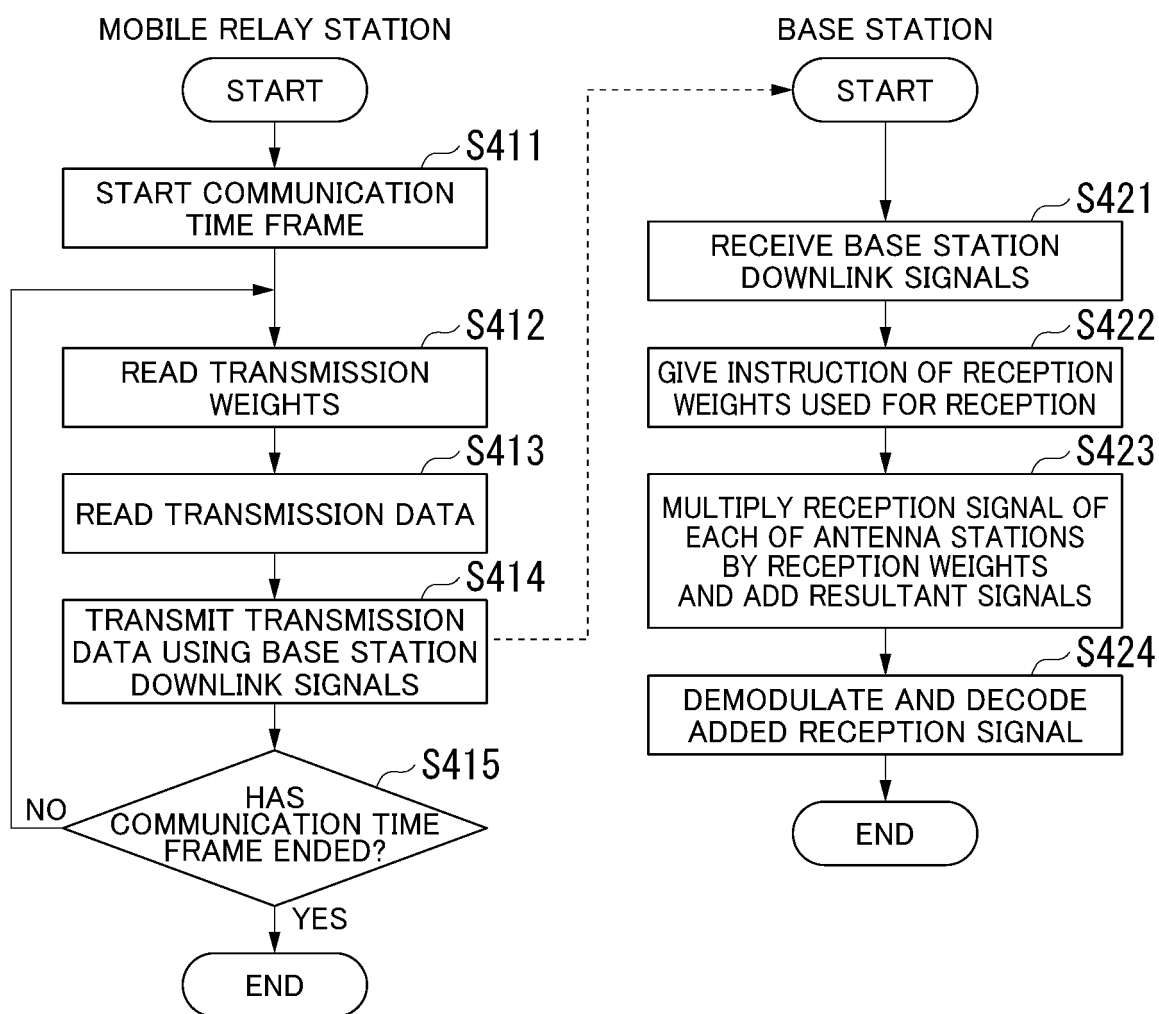 MOBILE RELAY STATION
START
S411
START COMMUNICATION
TIME FRAME
S412
READ TRANSMISSION
WEIGHTS
S413
READ TRANSMISSION DATA
S414
TRANSMIT TRANSMISSION
DATA USING BASE STATION
DOWNLINK SIGNALS
S415
HAS
COMMUNICATION TIME
FRAME ENDED?
NO
YES
END
BASE STATION
START
S421
RECEIVE BASE STATION
DOWNLINK SIGNALS
S422
GIVE INSTRUCTION OF RECEPTION
WEIGHTS USED FOR RECEPTION
S423
MULTIPLY RECEPTION SIGNAL OF
EACH OF ANTENNA STATIONS
BY RECEPTION WEIGHTS
AND ADD RESULTANT SIGNALS
S424
DEMODULATE AND DECODE
ADDED RECEPTION SIGNAL
END